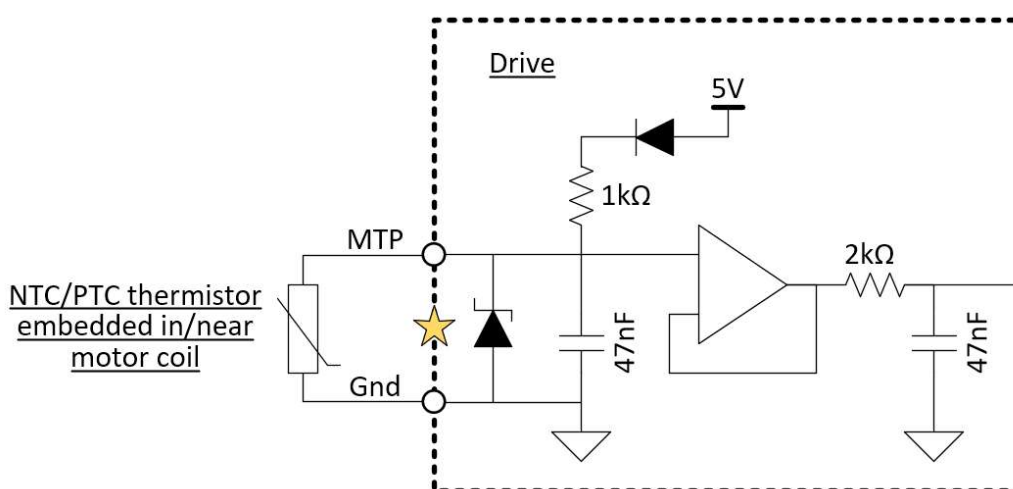 Drive
5V
1kΩ
MTP
2kΩ
NTC/PTC thermistor
embedded in/near
motor coil
47nF
47nF
Gnd